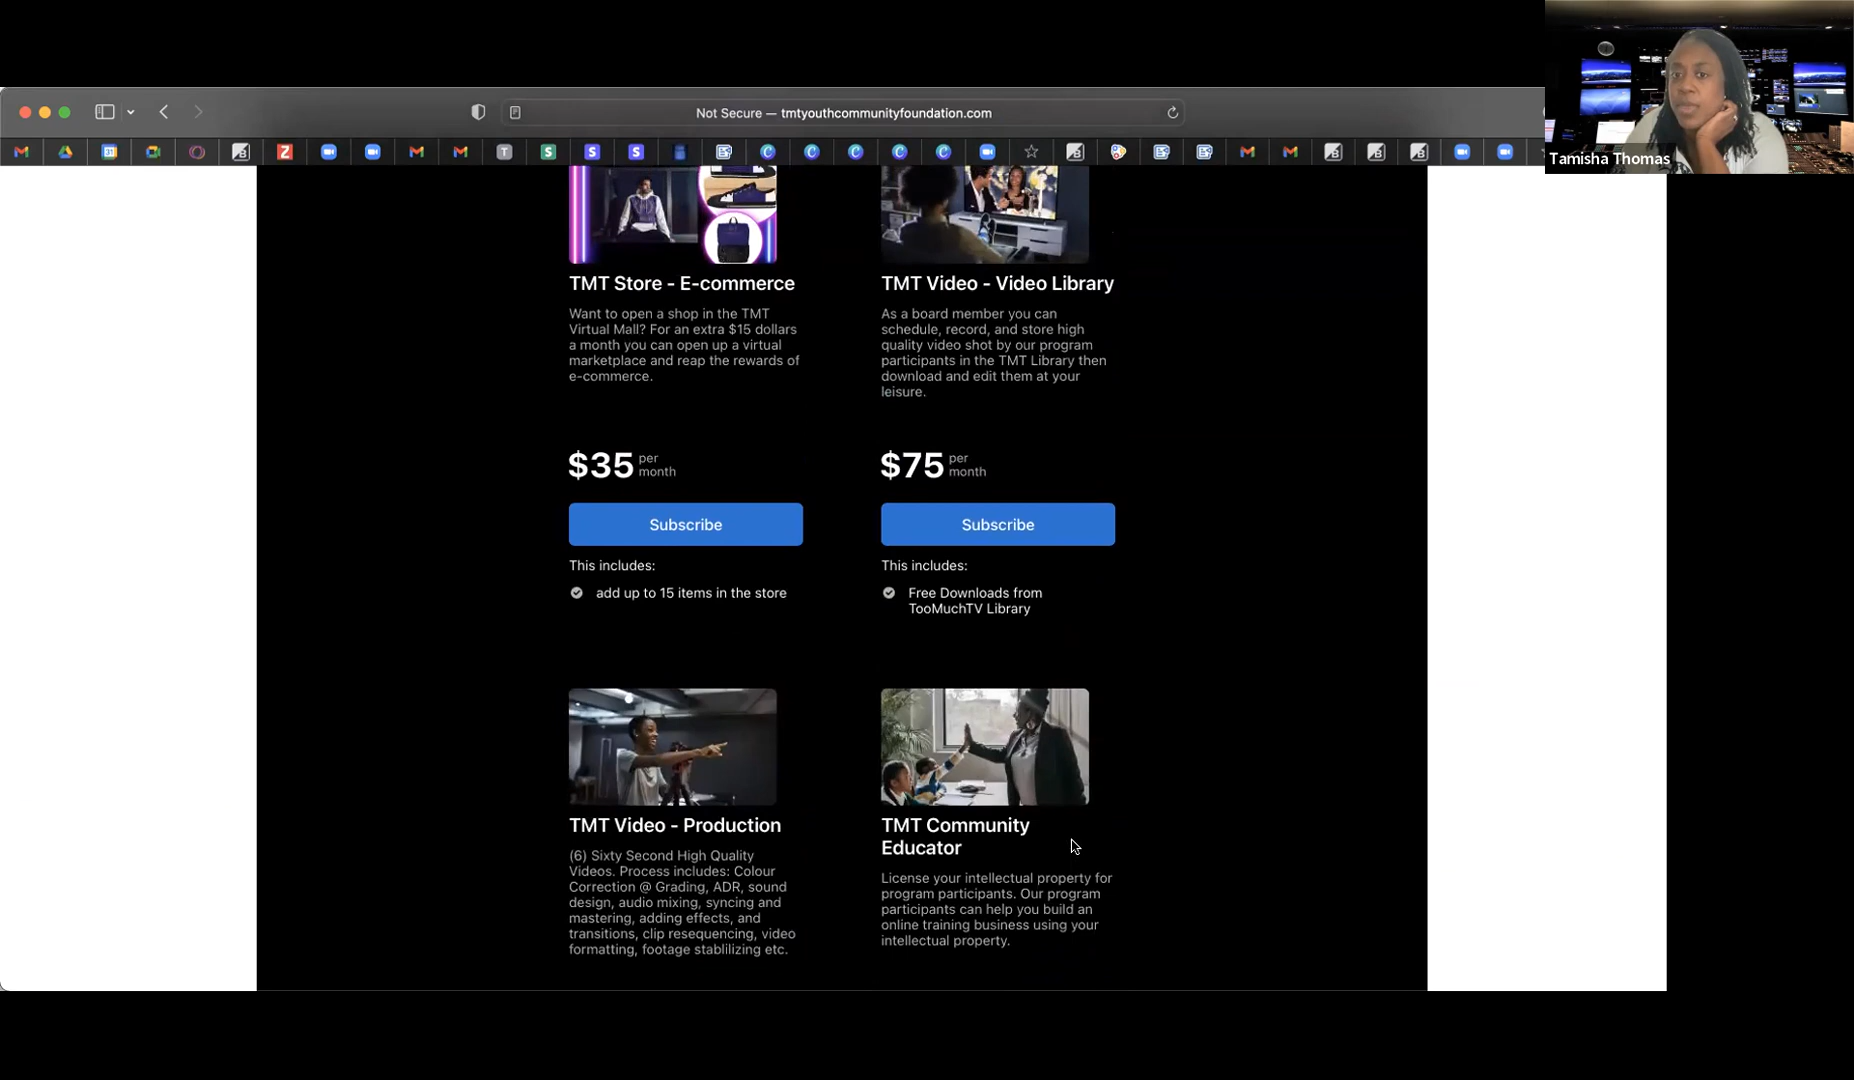 Not Secure — tmtyouthcommunityfoundation.com
Tamisha Thomas
TMT Store - E-commerce
Want to open a shop in the TMT
Virtual Mall? For an extra $15 dollars
a month you can open up a virtual
marketplace and reap the rewards of
e-commerce.
$35 per
month
Subscribe
This includes:
add up to 15 items in the store
TMT Video - Video Library
As a board member you can
schedule, record, and store high
quality video shot by our program
participants in the TMT Library then
download and edit them at your
leisure.
$75 per
month
Subscribe
This includes:
Free Downloads from
TooMuchTV Library
TMT Video - Production
(6) Sixty Second High Quality
Videos. Process includes: Colour
Correction @ Grading, ADR, sound
design, audio mixing, syncing and
mastering, adding effects, and
transitions, clip resequencing, video
formatting, footage stablilizing etc.
TMT Community
Educator
License your intellectual property for
program participants. Our program
participants can help you build an
online training business using your
intellectual property.